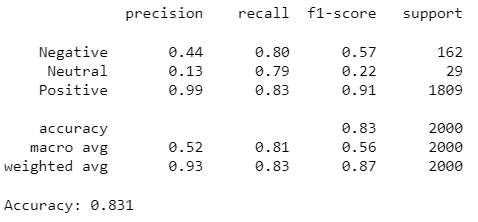 precision recall f1-score support
Negative 0.44 0.80 0.57 162
Neutral 0.13 0.79 0.22 29
Positive 0.99 0.83 0.91 1809
accuracy 0.83 2000
macro avg 0.52 0.81 0.56 2000
weighted avg 0.93 0.83 0.87 2000
Accuracy: 0.831